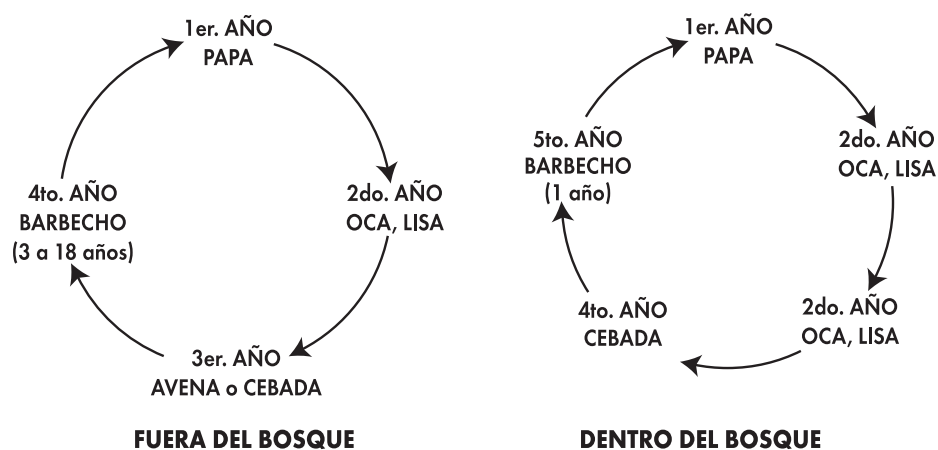 1er. AÑO
PAPA
2do. AÑO
OCA, LISA
3er. AÑO
AVENA o CEBADA
4to. AÑO
BARBECHO
(3 a 18 años)
FUERA DEL BOSQUE
1er. AÑO
PAPA
2do. AÑO
OCA, LISA
2do. AÑO
OCA, LISA
4to. AÑO
CEBADA
5to. AÑO
BARBECHO
(1 año)
DENTRO DEL BOSQUE